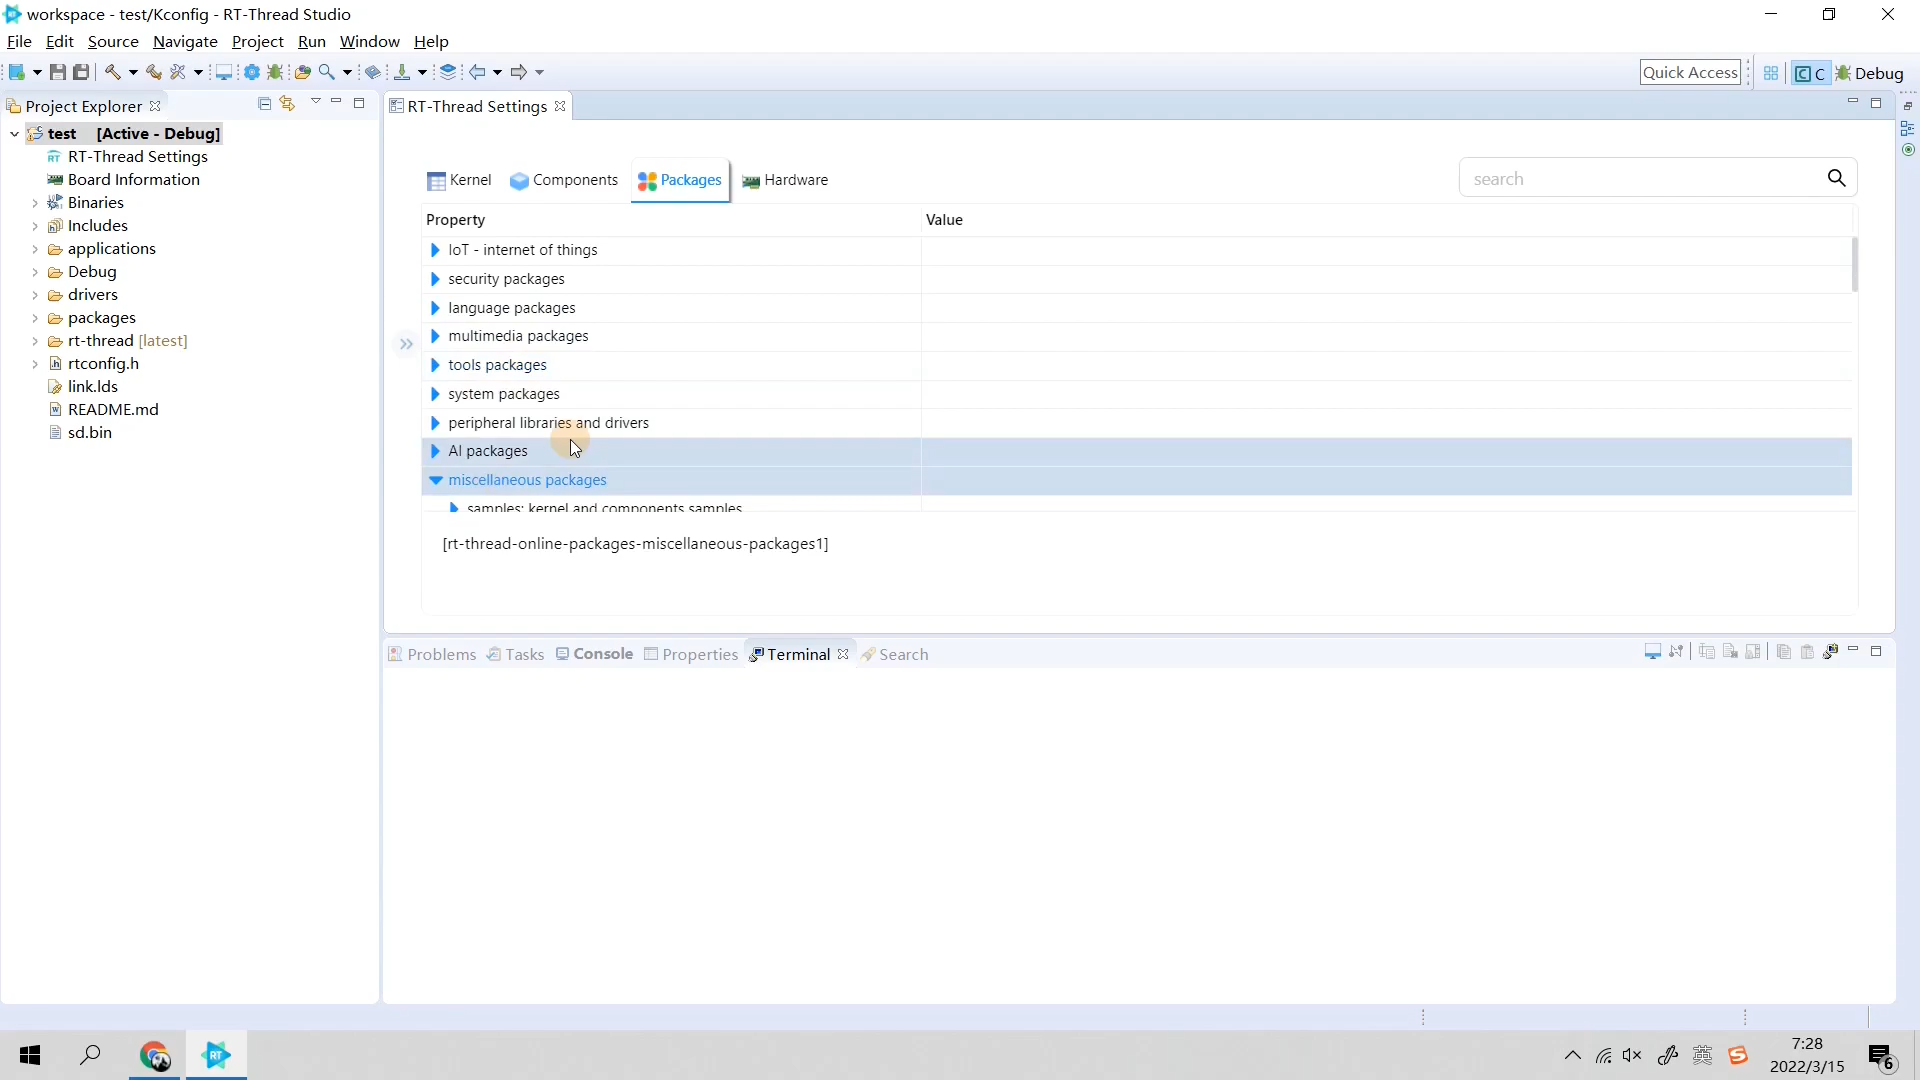 workspace - test/Kconfig - RT-Thread Studio
File Edit Source Navigate Project Run Window Help
Quick Access C Debug
Project Explorer
RT-Thread Settings
test [Active - Debug]
RT-Thread Settings
Board Information
Binaries
Includes
applications
Debug
drivers
packages
rt-thread [latest]
rtconfig.h
link.lds
README.md
sd.bin
Kernel Components Packages Hardware search
Property Value
IoT - internet of things
security packages
language packages
multimedia packages
tools packages
system packages
peripheral libraries and drivers
AI packages
miscellaneous packages
samples: kernel and components samples
[rt-thread-online-packages-miscellaneous-packages1]
Problems Tasks Console Properties Terminal Search
英 7:28
2022/3/15
6